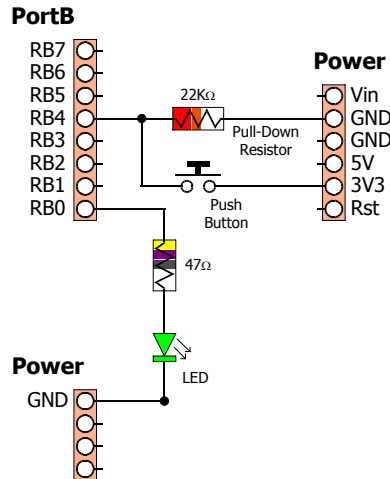 PortB
RB7
RB6
RB5
RB4
RB3
RB2
RB1
RB0
22KΩ
Pull-Down
Resistor
Push
Button
Power
Vin
GND
GND
5V
3V3
Rst
47Ω
LED
Power
GND